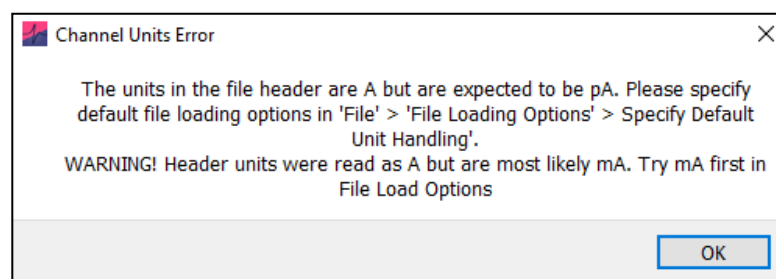 Channel Units Error
The units in the file header are A but are expected to be pA. Please specify
default file loading options in 'File' > 'File Loading Options' > Specify Default
Unit Handling'.
WARNING! Header units were read as A but are most likely mA. Try mA first in
File Load Options
OK